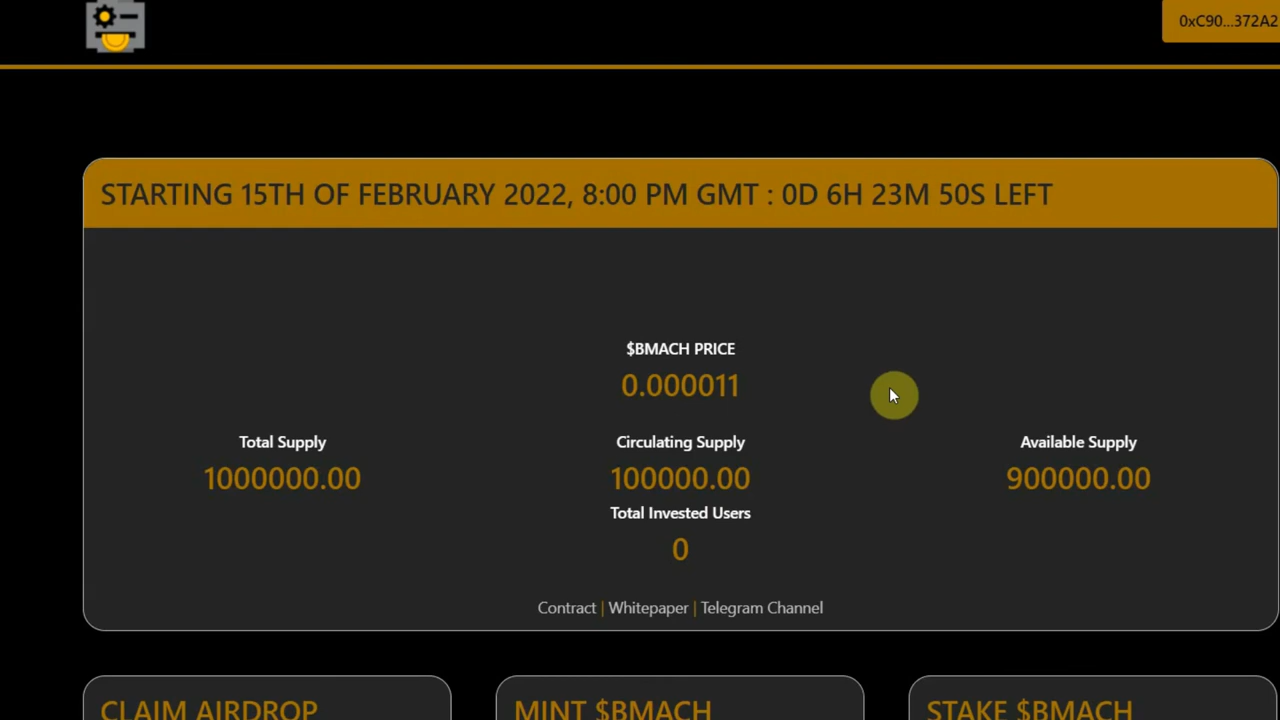 0xC90...372A2
STARTING 15TH OF FEBRUARY 2022, 8:00 PM GMT : 0D 6H 23M 50S LEFT
$BMACH PRICE
0.000011
Total Supply
1000000.00
Circulating Supply
100000.00
Available Supply
900000.00
Total Invested Users
0
Contract | Whitepaper | Telegram Channel
CLAIM AIRDROP
MINT $BMACH
STAKE $BMACH